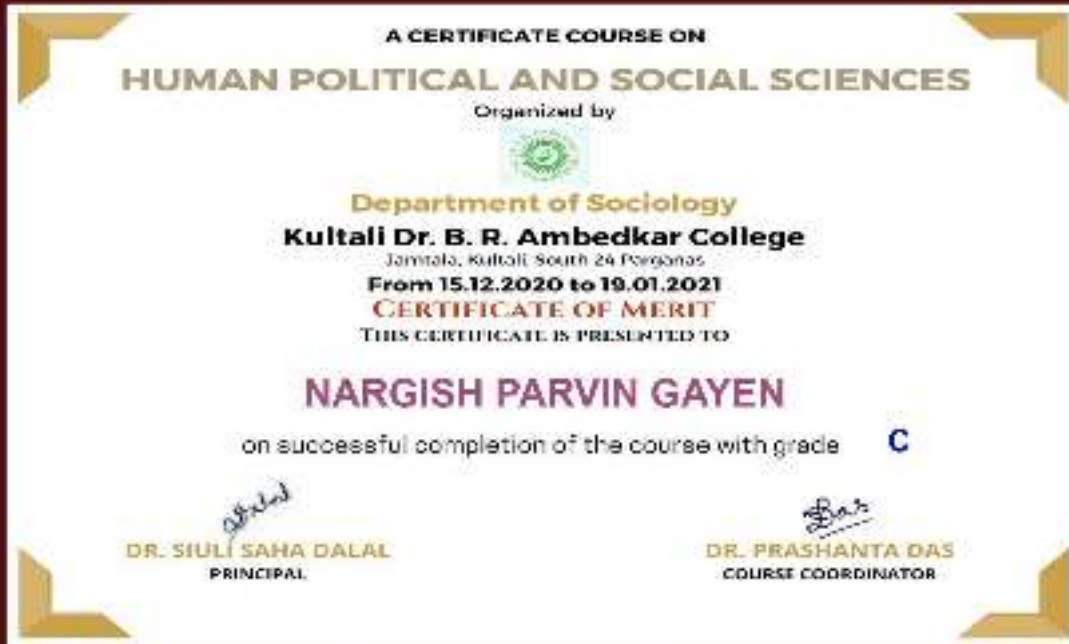 A CERTIFICATE COURSE ON
HUMAN POLITICAL AND SOCIAL SCIENCES
Organized by
Department of Sociology
Kultali Dr. B. R. Ambedkar College
Jamtala, Kultali, South 24 Parganas
From 15.12.2020 to 19.01.2021
CERTIFICATE OF MERIT
THIS CERTIFICATE IS PRESENTED TO
NARGISH PARVIN GAYEN
on successful completion of the course with grade C
DR. SIULI SAHA DALAL
PRINCIPAL
Das
DR. PRASHANTA DAS
COURSE COORDINATOR